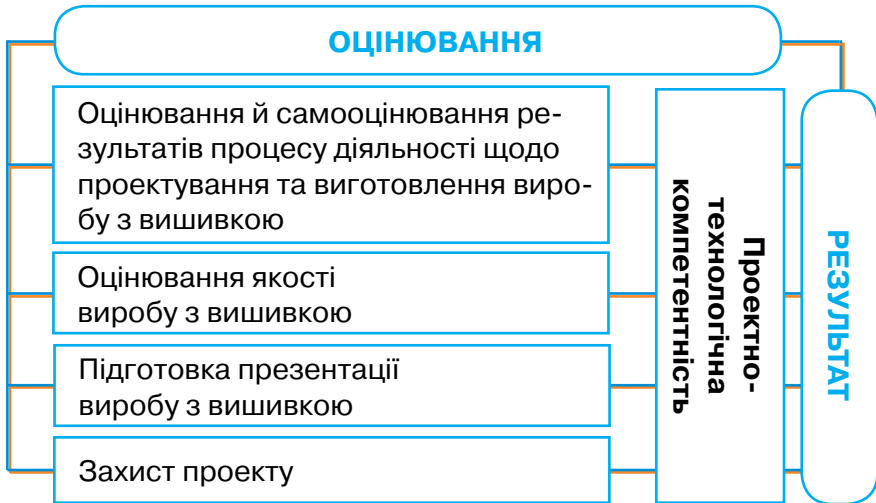 ОЦІНЮВАННЯ
Оцінювання й самооцінювання ре-
зультатів процесу діяльності щодо
проектування та виготовлення виро-
бу з вишивкою
Оцінювання якості
виробу з вишивкою
Підготовка презентації
виробу з вишивкою
Захист проекту
Проектно-
технологічна
компетентність
РЕЗУЛЬТАТ